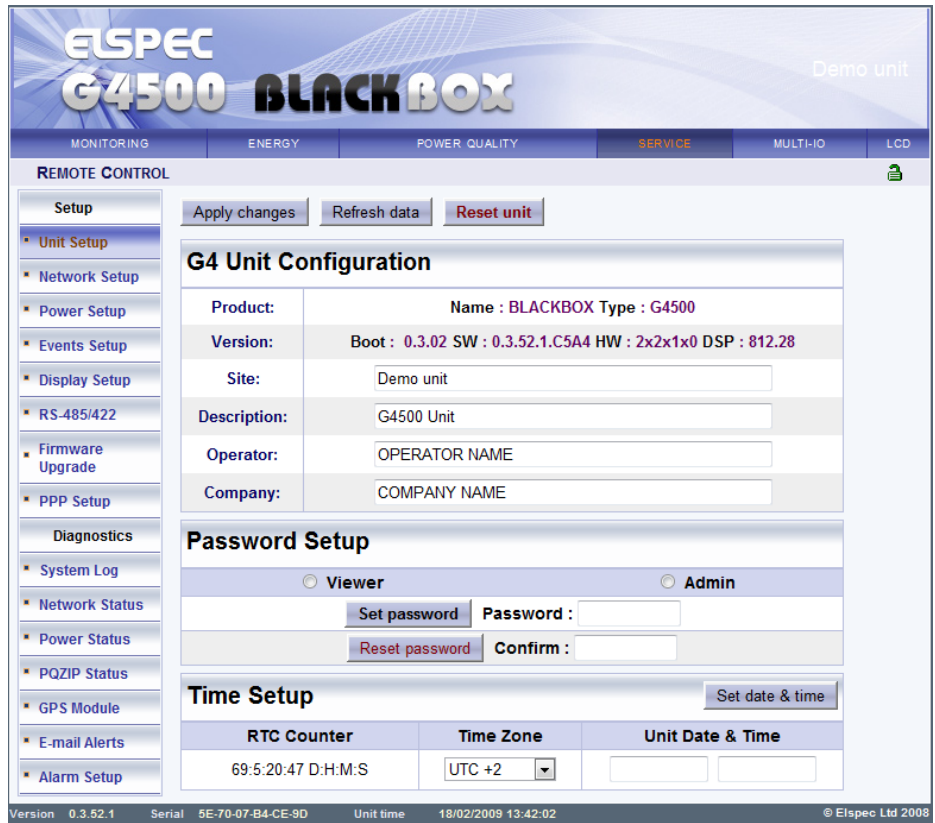 ELSPEC
G4500 BLACKBOX
Demo unit
MONITORING ENERGY POWER QUALITY SERVICE MULTI-IO LCD
REMOTE CONTROL
Setup
Unit Setup
Network Setup
Power Setup
Events Setup
Display Setup
RS-485/422
Firmware
Upgrade
PPP Setup
Diagnostics
System Log
Network Status
Power Status
PQZIP Status
GPS Module
E-mail Alerts
Alarm Setup
Apply changes Refresh data Reset unit
G4 Unit Configuration
Product: Name : BLACKBOX Type : G4500
Version: Boot : 0.3.02 SW : 0.3.52.1.C5A4 HW : 2x2x1x0 DSP : 812.28
Site: Demo unit
Description: G4500 Unit
Operator: OPERATOR NAME
Company: COMPANY NAME
Password Setup
Viewer Admin
Set password Password :
Reset password Confirm :
Time Setup Set date & time
RTC Counter Time Zone Unit Date & Time
69:5:20:47 D:H:M:S UTC +2
Version 0.3.52.1 Serial 5E-70-07-B4-CE-9D Unit time 18/02/2009 13:42:02 © Elspec Ltd 2008